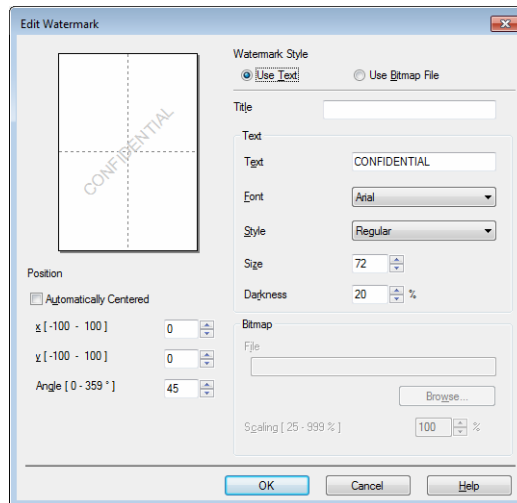 Edit Watermark
CONFIDENTIAL
Position
Automatically Centered
x [ -100 - 100 ] 0
y [ -100 - 100 ] 0
Angle [ 0 - 359 ° ] 45
Watermark Style
Use Text Use Bitmap File
Title
Text
Text CONFIDENTIAL
Font Arial
Style Regular
Size 72
Darkness 20 %
Bitmap
File
Browse...
Scaling [ 25 - 999 % ] 100 %
OK Cancel Help